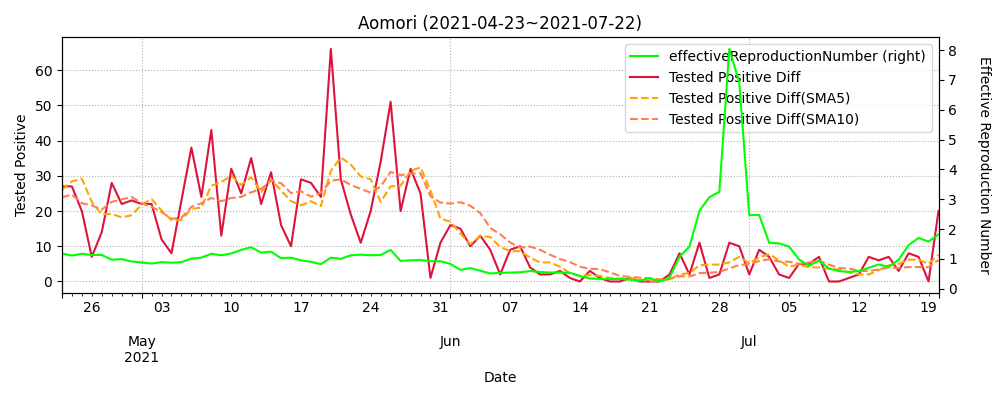 Aomori (2021-04-23~2021-07-22)
effectiveReproductionNumber (right)
Tested Positive Diff
Tested Positive Diff(SMA5)
Tested Positive Diff(SMA10)
Tested Positive
60
50
40
30
20
10
0
8
7
6
5
4
3
2
1
0
Effective Reproduction Number
26 03 10 17 24 31 07 14 21 28 05 12 19
May Jun Jul
2021
Date